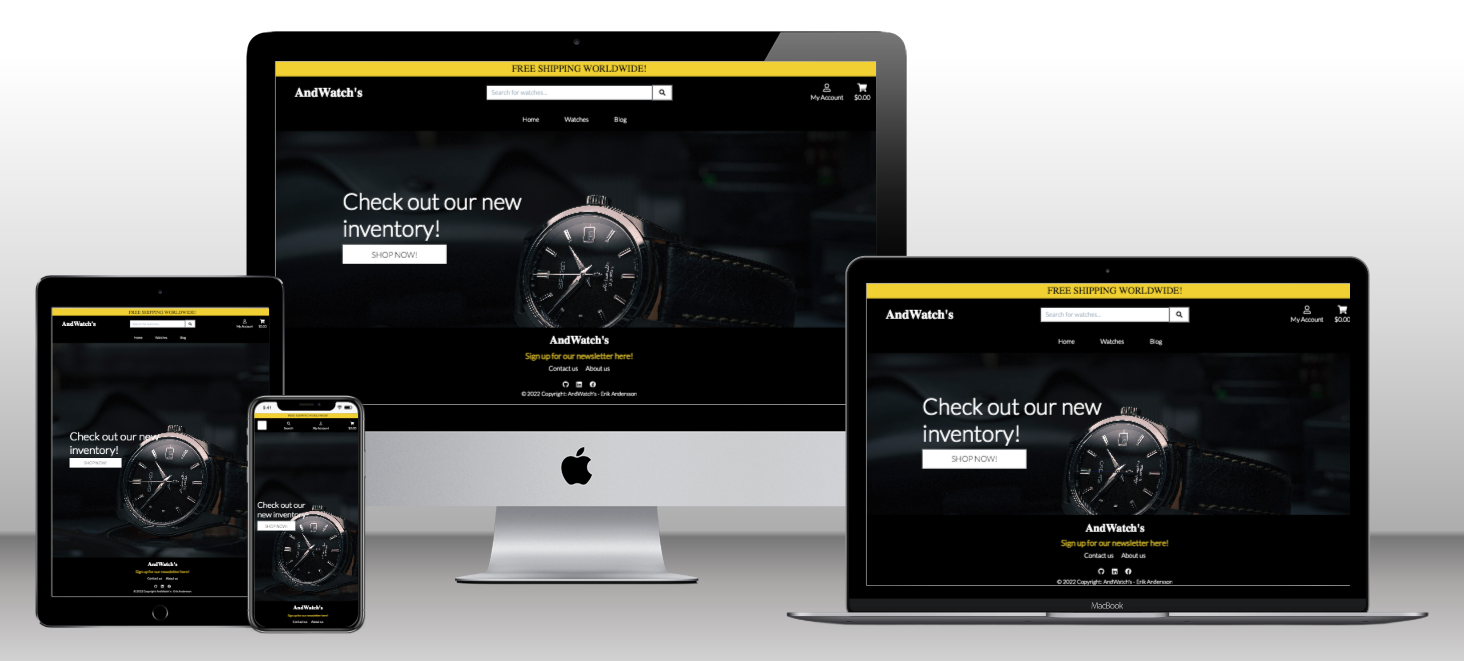 FREE SHIPPING WORLDWIDE!
AndWatch's
Search for watches...
My Account
$0.00
Home Watches Blog
Check out our new
inventory!
SHOP NOW!
AndWatch's
Sign up for our newsletter here!
Contact us About us
© 2022 Copyright: AndWatch's - Erik Andersson
FREE SHIPPING WORLDWIDE!
AndWatch's
Search for watches...
My Account
$0.00
Home Watches Blog
Check out our new
inventory!
SHOP NOW!
AndWatch's
Sign up for our newsletter here!
Contact us About us
© 2022 Copyright: AndWatch's - Erik Andersson
9:41
FREE SHIPPING WORLDWIDE!
Search
My Account
$0.00
Check out our
new inventory!
SHOP NOW!
AndWatch's
Sign up for our newsletter here!
Contact us About us
FREE SHIPPING WORLDWIDE!
AndWatch's
Search for watches...
My Account
$0.00
Home Watches Blog
Check out our new
inventory!
SHOP NOW!
AndWatch's
Sign up for our newsletter here!
Contact us About us
© 2022 Copyright: AndWatch's - Erik Andersson
MacBook